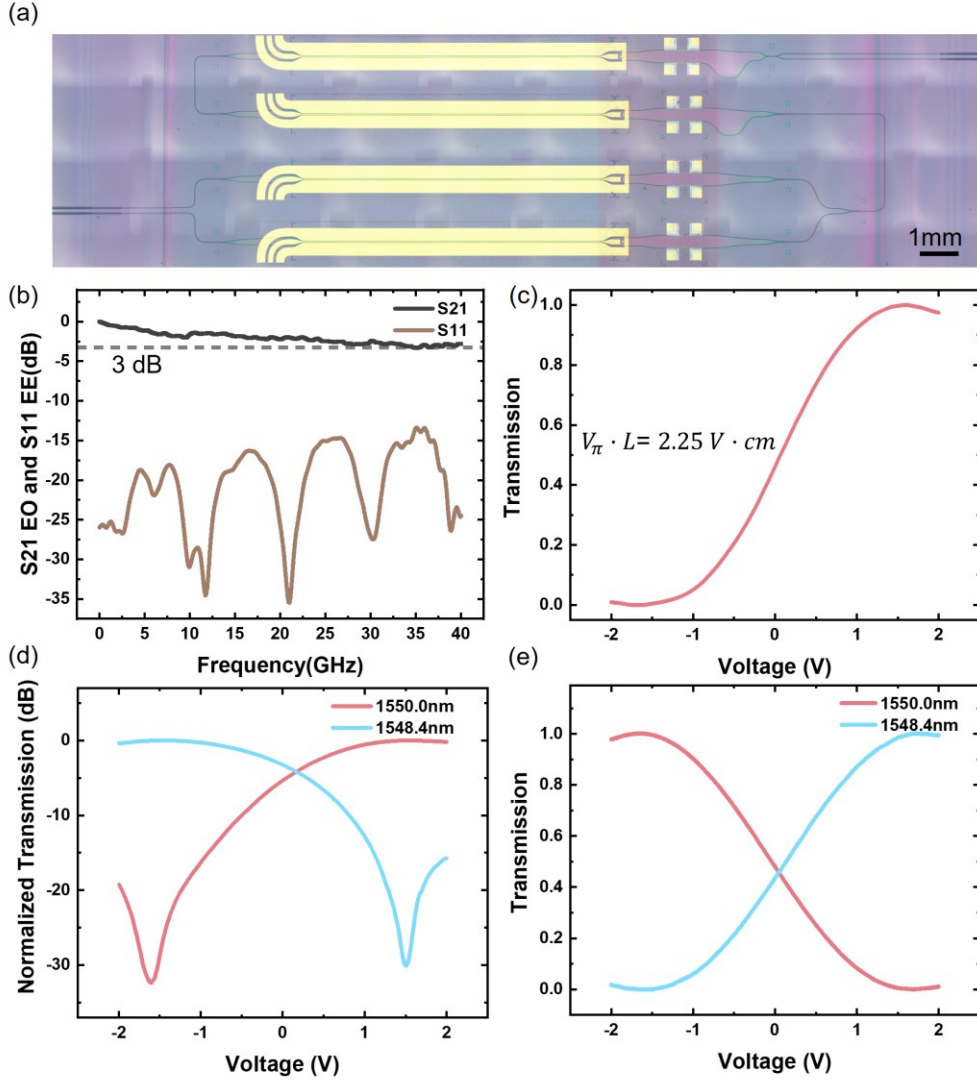 (a)
1mm
(b)
S21
S11
3 dB
0
-5
-10
-15
-20
-25
-30
-35
0 5 10 15 20 25 30 35 40
S21 EO and S11 EE(dB)
Frequency(GHz)
(c)
V_π · L= 2.25 V · cm
1.0
0.8
0.6
0.4
0.2
0.0
-2 -1 0 1 2
Transmission
Voltage (V)
(d)
1550.0nm
1548.4nm
0
-10
-20
-30
-2 -1 0 1 2
Normalized Transmission (dB)
Voltage (V)
(e)
1550.0nm
1548.4nm
1.0
0.8
0.6
0.4
0.2
0.0
-2 -1 0 1 2
Transmission
Voltage (V)